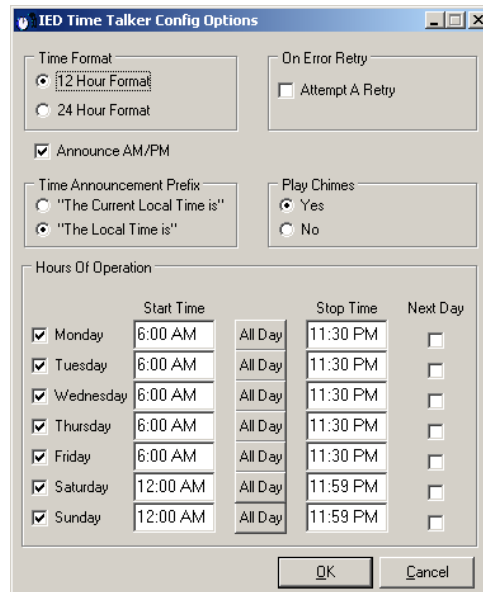 IED Time Talker Config Options
Time Format
12 Hour Format
24 Hour Format
On Error Retry
Attempt A Retry
Announce AM/PM
Time Announcement Prefix
"The Current Local Time is"
"The Local Time is"
Play Chimes
Yes
No
Hours Of Operation
Start Time Stop Time Next Day
Monday 6:00 AM All Day 11:30 PM
Tuesday 6:00 AM All Day 11:30 PM
Wednesday 6:00 AM All Day 11:30 PM
Thursday 6:00 AM All Day 11:30 PM
Friday 6:00 AM All Day 11:30 PM
Saturday 12:00 AM All Day 11:59 PM
Sunday 12:00 AM All Day 11:59 PM
OK Cancel